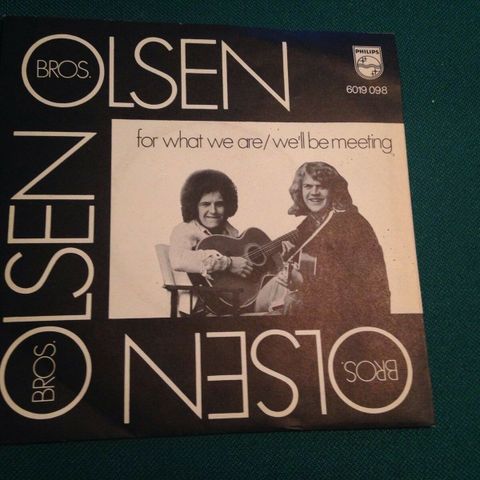 BROS. OLSEN
PHILIPS
6019 098
for what we are/we'll be meeting
BROS. OLSEN
BROS. OLSEN